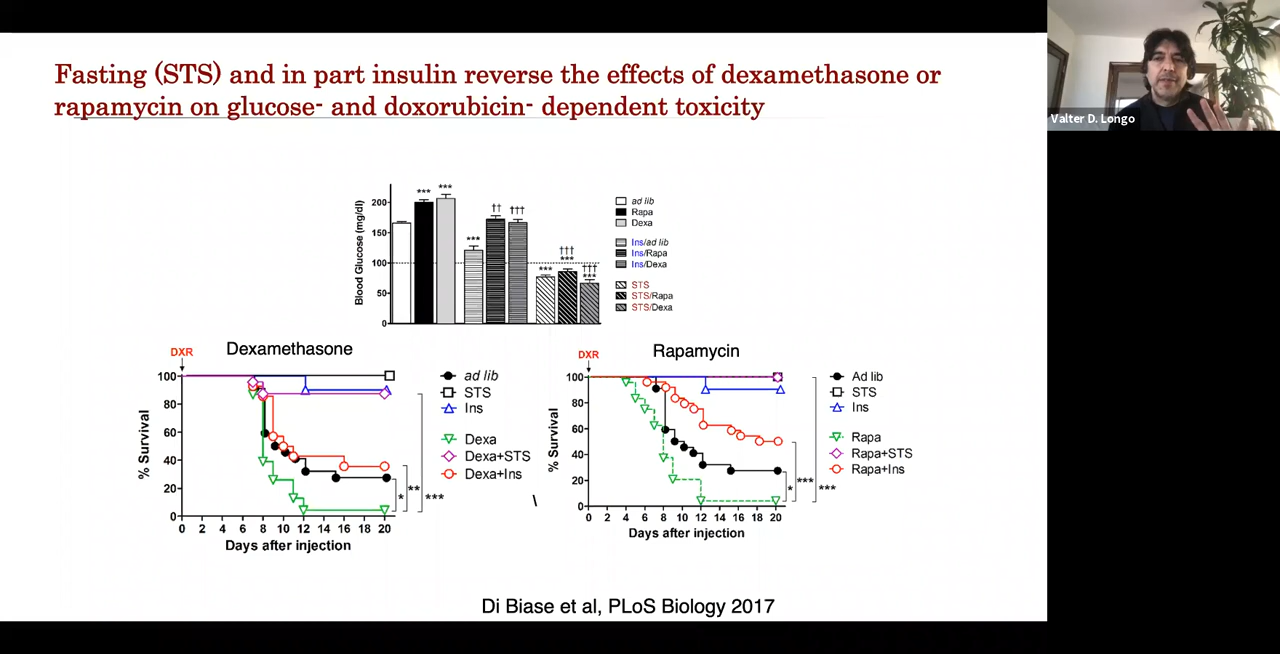 Fasting (STS) and in part insulin reverse the effects of dexamethasone or
rapamycin on glucose- and doxorubicin- dependent toxicity
Valter D. Longo
Blood Glucose (mg/dl)
200
150
100
50
0
***
***
***
††
†††
***
†††
***
†††
***
ad lib
Rapa
Dexa
Ins/ad lib
Ins/Rapa
Ins/Dexa
STS
STS/Rapa
STS/Dexa
DXR
Dexamethasone
% Survival
100
80
60
40
20
0
0 2 4 6 8 10 12 14 16 18 20
Days after injection
* ** ***
ad lib
STS
Ins
Dexa
Dexa+STS
Dexa+Ins
\
DXR
Rapamycin
% Survival
100
80
60
40
20
0
0 2 4 6 8 10 12 14 16 18 20
Days after injection
* *** ***
Ad lib
STS
Ins
Rapa
Rapa+STS
Rapa+Ins
Di Biase et al, PLoS Biology 2017